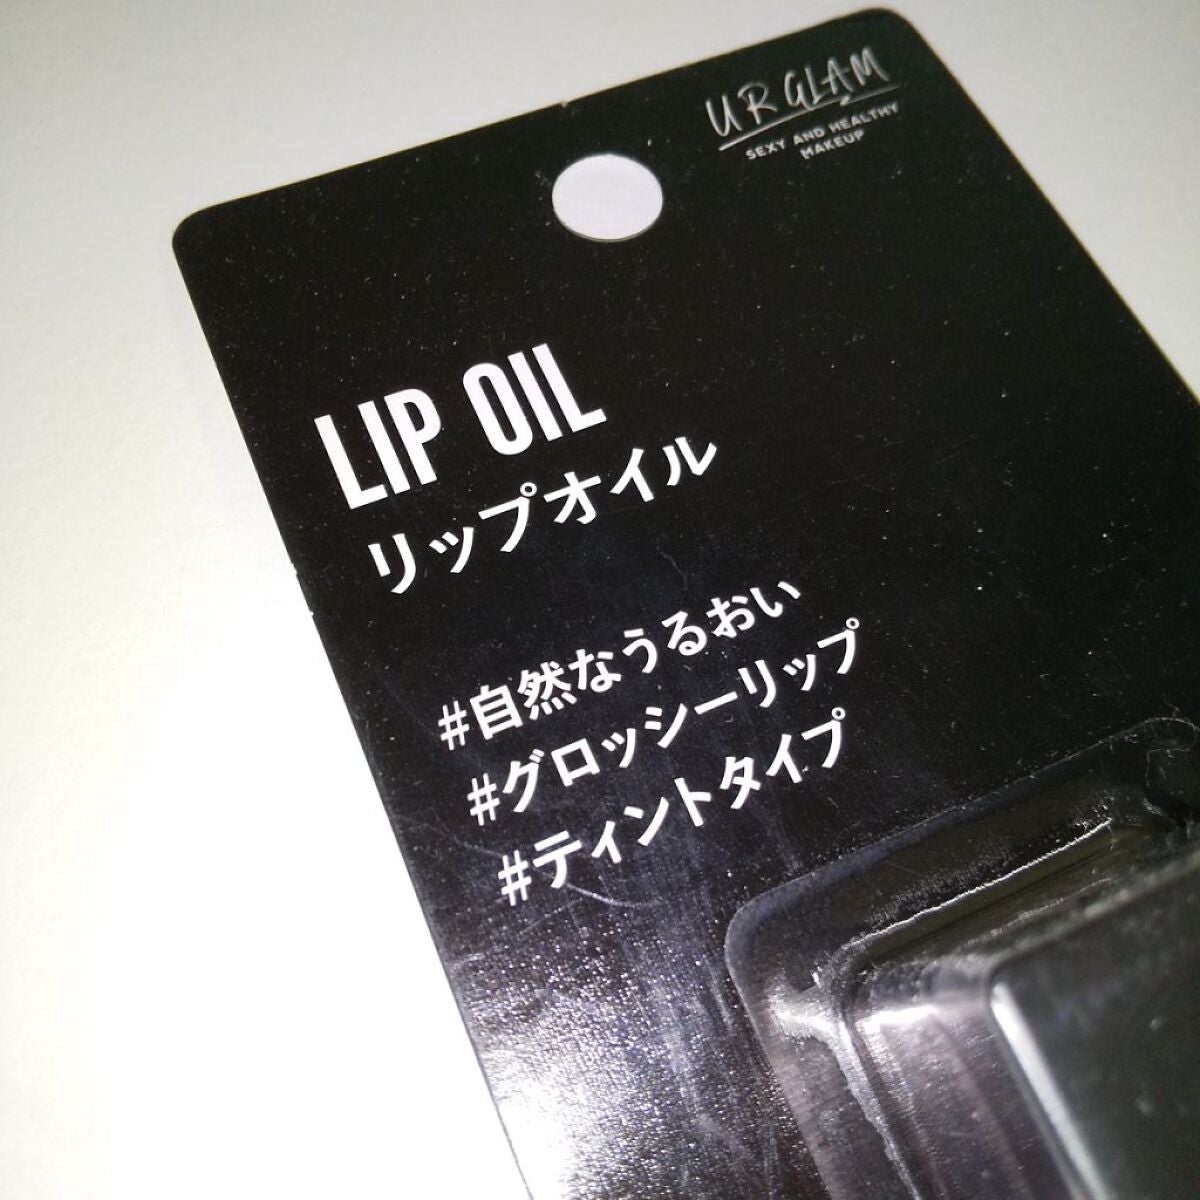 UR GLAM
SEXY AND HEALTHY
MAKEUP
LIP OIL
リップオイル
#自然なうるおい
#グロッシーリップ
#ティントタイプ